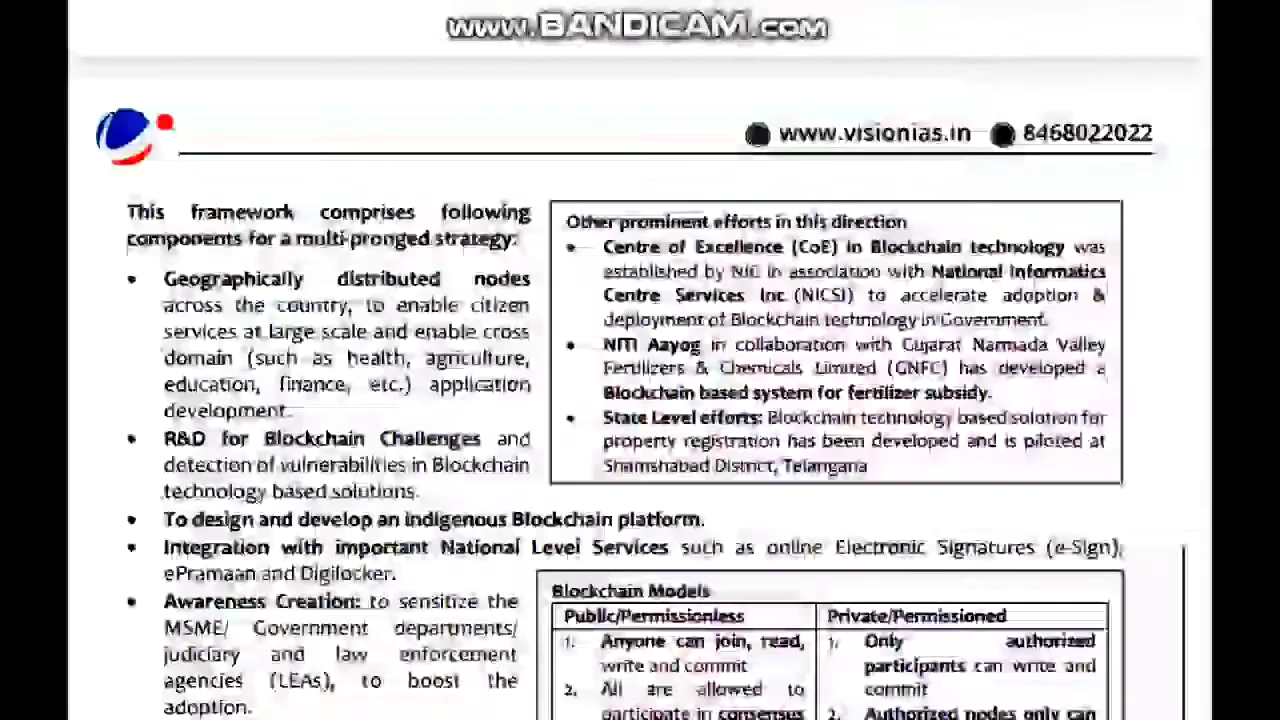 www.BANDICAM.com
www.visionias.in 8468022022
This framework comprises following
components for a multi-pronged strategy:
• Geographically distributed nodes
across the country, to enable citizen
services at large scale and enable cross
domain (such as health, agriculture,
education, finance, etc.) application
development.
• R&D for Blockchain Challenges and
detection of vulnerabilities in Blockchain
technology based solutions.
• To design and develop an indigenous Blockchain platform.
• Integration with important National Level Services such as online Electronic Signatures (e-Sign),
ePramaan and Digilocker.
• Awareness Creation: to sensitize the
MSME/ Government departments/
judiciary and law enforcement
agencies (LEAs), to boost the
adoption.
Other prominent efforts in this direction
• Centre of Excellence (CoE) in Blockchain technology was
established by NIC in association with National Informatics
Centre Services Inc (NICSI) to accelerate adoption &
deployment of Blockchain technology in Government.
• NITI Aayog in collaboration with Gujarat Narmada Valley
Fertilizers & Chemicals Limited (GNFC) has developed a
Blockchain based system for fertilizer subsidy.
• State Level efforts: Blockchain technology based solution for
property registration has been developed and is piloted at
Shamshabad District, Telangana
Blockchain Models
Public/Permissionless
1. Anyone can join, read,
write and commit
2. All are allowed to
participate in consenses
Private/Permissioned
1. Only authorized
participants can write and
commit
2. Authorized nodes only can